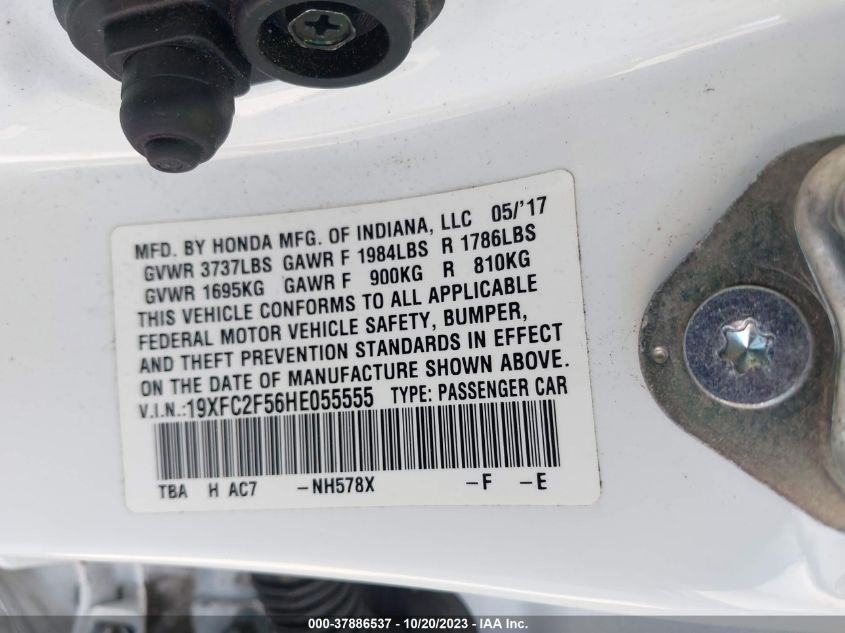 MFD. BY HONDA MFG. OF INDIANA, LLC 05/'17
GVWR 3737LBS GAWR F 1984LBS R 1786LBS
GVWR 1695KG GAWR F 900KG R 810KG
THIS VEHICLE CONFORMS TO ALL APPLICABLE
FEDERAL MOTOR VEHICLE SAFETY, BUMPER,
AND THEFT PREVENTION STANDARDS IN EFFECT
ON THE DATE OF MANUFACTURE SHOWN ABOVE.
V.I.N.:19XFC2F56HE055555 TYPE: PASSENGER CAR
TBA H AC7 -NH578X -F -E
000-37886537 - 10/20/2023 - IAA Inc.